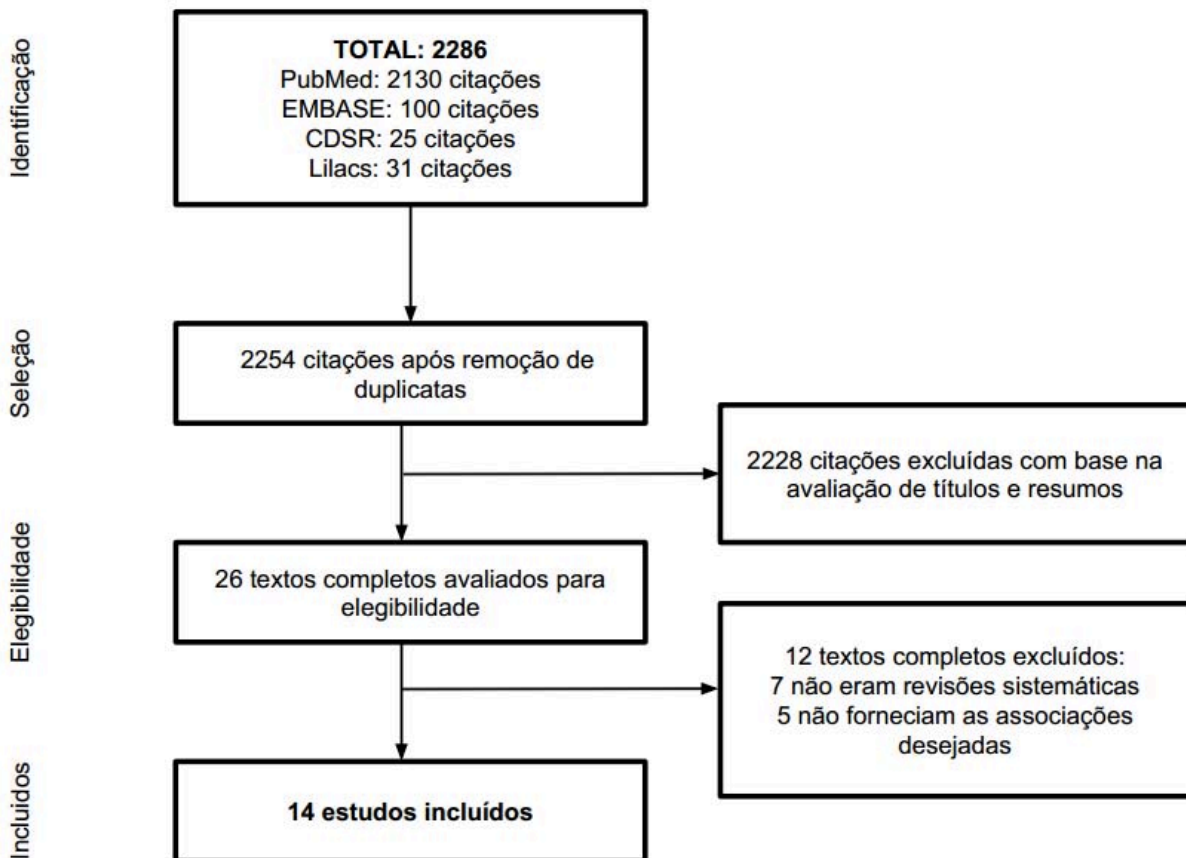 Identificação
TOTAL: 2286
PubMed: 2130 citações
EMBASE: 100 citações
CDSR: 25 citações
Lilacs: 31 citações
Seleção
2254 citações após remoção de
duplicatas
2228 citações excluídas com base na
avaliação de títulos e resumos
Elegibilidade
26 textos completos avaliados para
elegibilidade
12 textos completos excluídos:
7 não eram revisões sistemáticas
5 não forneciam as associações
desejadas
Incluidos
14 estudos incluídos